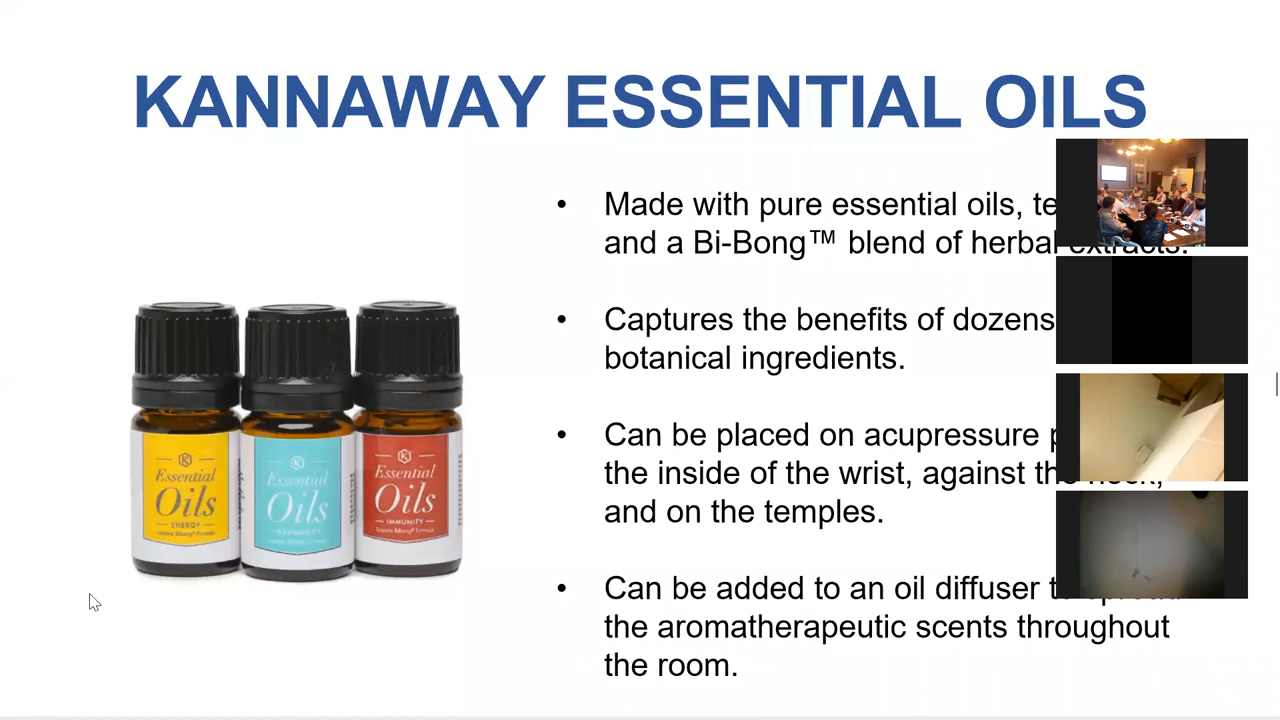 KANNAWAY ESSENTIAL OILS
• Made with pure essential oils,
and a Bi-Bong™ blend of herbal extracts.
• Captures the benefits of dozens
botanical ingredients.
• Can be placed on acupressure
the inside of the wrist, against the neck,
and on the temples.
• Can be added to an oil diffuser
the aromatherapeutic scents throughout
the room.
Essential
Oils
ENERGY
Essential
Oils
Essential
Oils
IMMUNITY